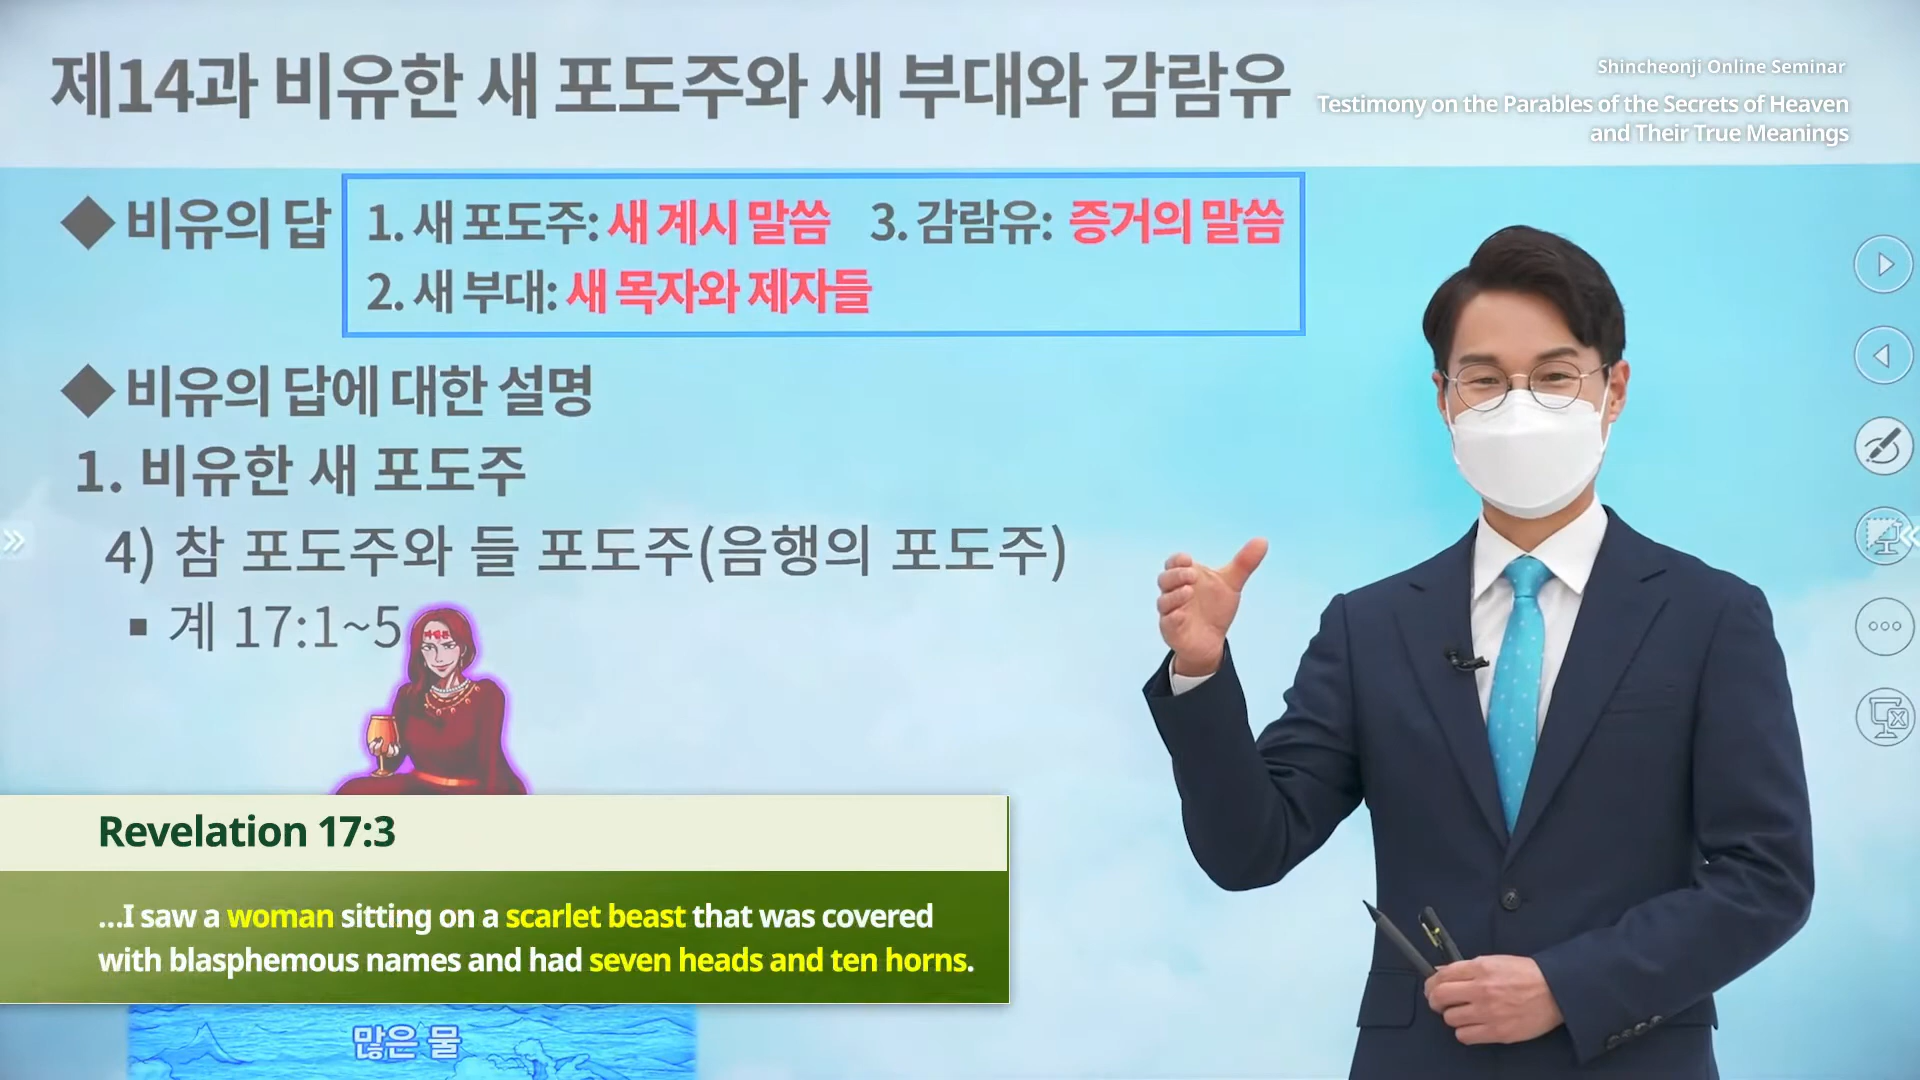 제14과 비유한 새 포도주와 새 부대와 감람유
Shincheonji Online Seminar
Testimony on the Parables of the Secrets of Heaven
and Their True Meanings
◆ 비유의 답
1. 새 포도주: 새 계시 말씀 3. 감람유: 증거의 말씀
2. 새 부대: 새 목자와 제자들
◆ 비유의 답에 대한 설명
1. 비유한 새 포도주
4) 참 포도주와 들 포도주(음행의 포도주)
▪ 계 17:1~5
바벨론
Revelation 17:3
...I saw a woman sitting on a scarlet beast that was covered
with blasphemous names and had seven heads and ten horns.
많은 물